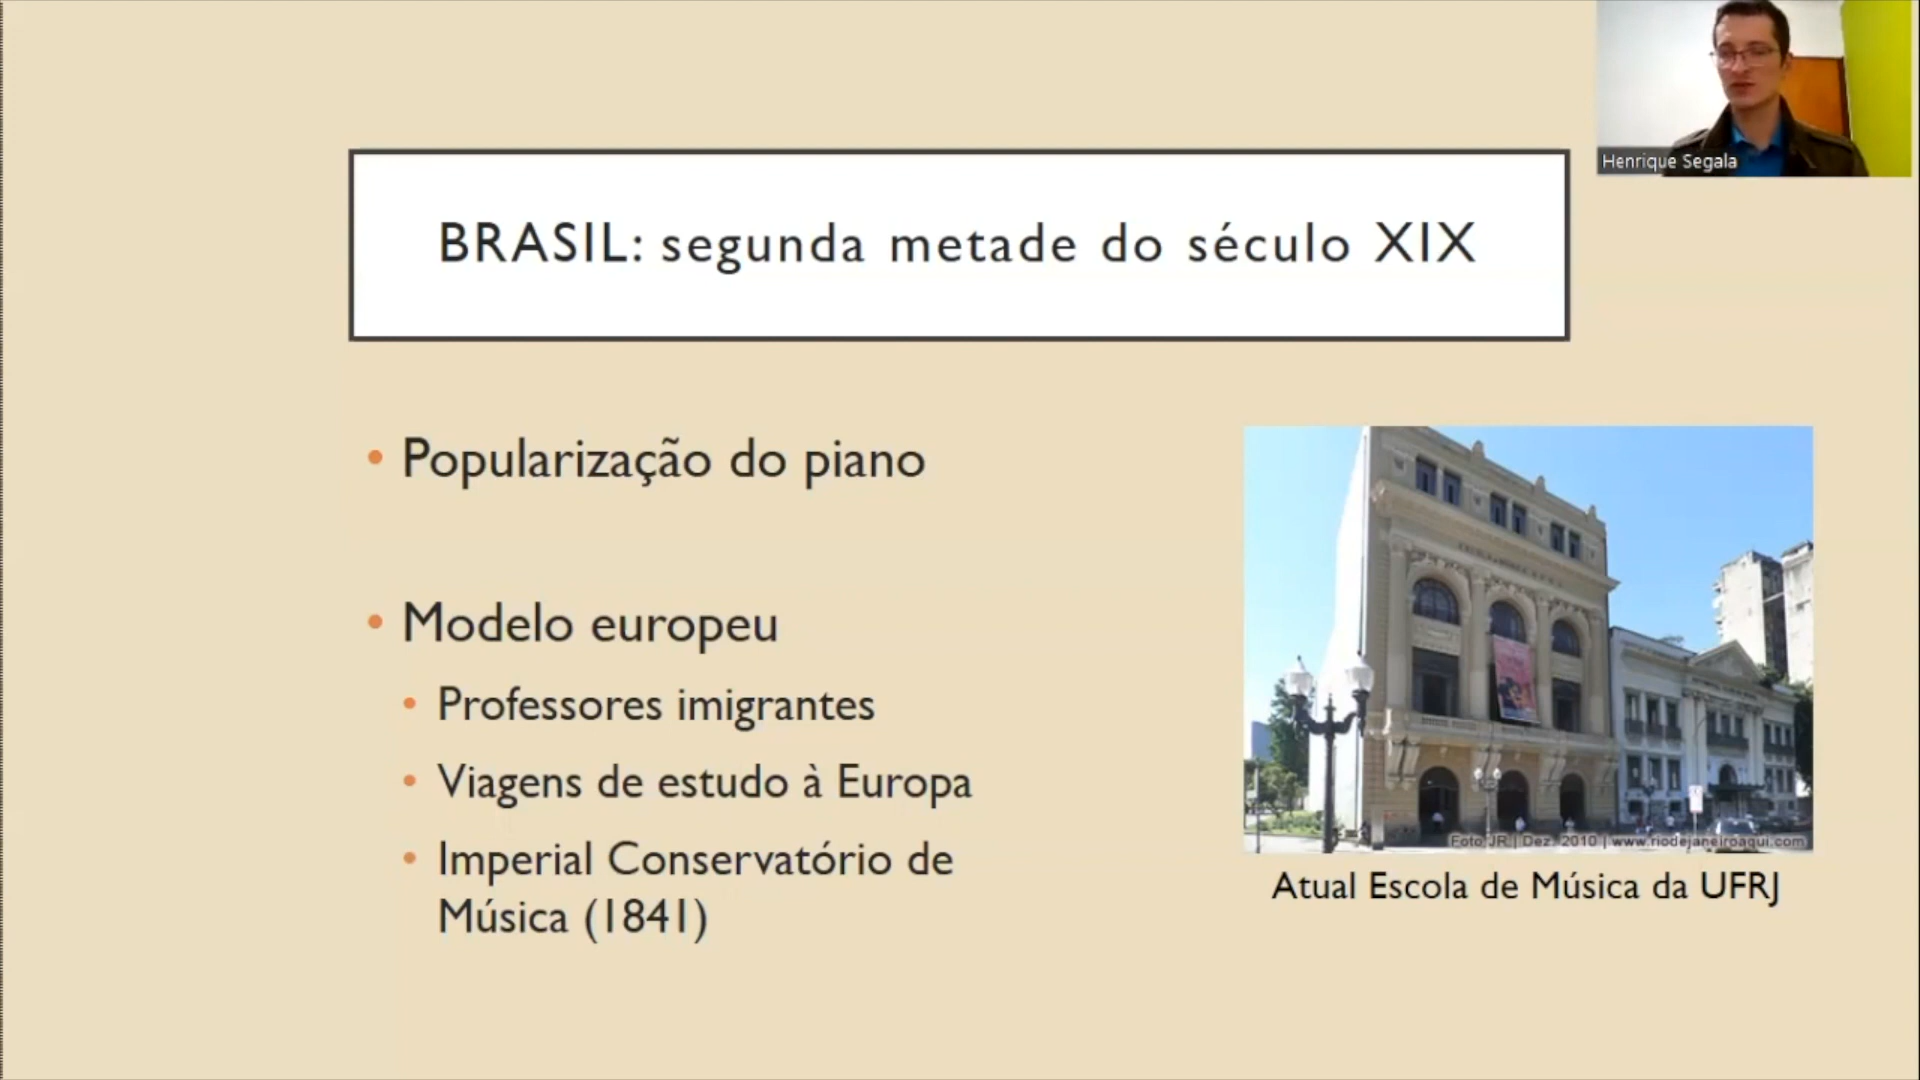 Henrique Segala
BRASIL: segunda metade do século XIX
• Popularização do piano
• Modelo europeu
• Professores imigrantes
• Viagens de estudo à Europa
• Imperial Conservatório de
Música (1841)
Foto JR | Dez. 2010 | www.riodejaneiroaqui.com
Atual Escola de Música da UFRJ